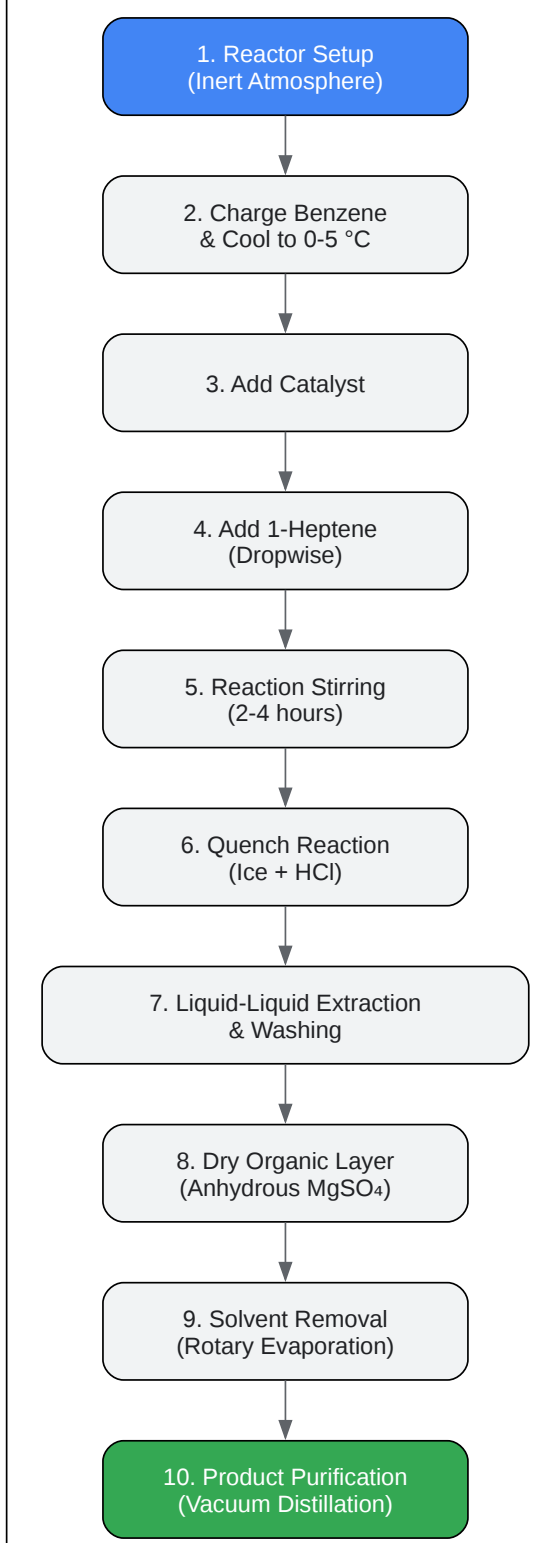 1. Reactor Setup
(Inert Atmosphere)
2. Charge Benzene
& Cool to 0-5 °C
3. Add Catalyst
4. Add 1-Heptene
(Dropwise)
5. Reaction Stirring
(2-4 hours)
6. Quench Reaction
(Ice + HCl)
7. Liquid-Liquid Extraction
& Washing
8. Dry Organic Layer
(Anhydrous MgSO₄)
9. Solvent Removal
(Rotary Evaporation)
10. Product Purification
(Vacuum Distillation)